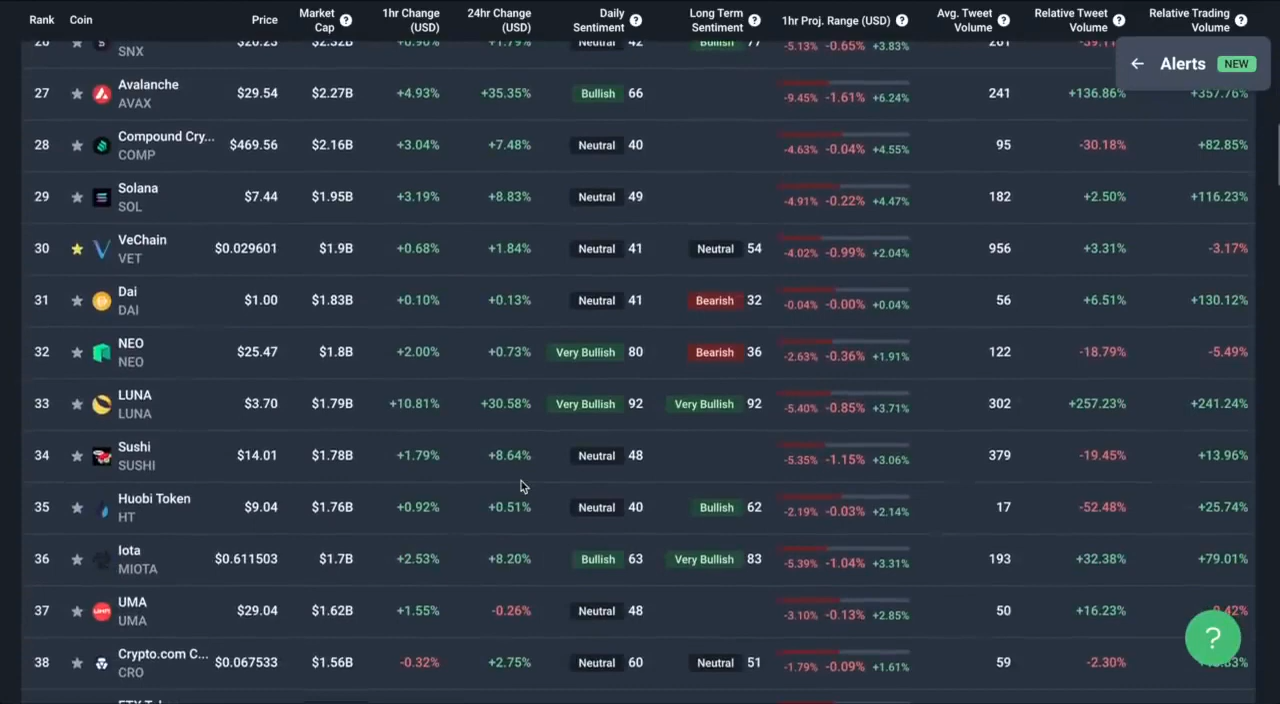 Rank Coin Price Market Cap 1hr Change (USD) 24hr Change (USD) Daily Sentiment ? Long Term Sentiment ? 1hr Proj. Range (USD) ? Avg. Tweet Volume ? Relative Tweet Volume ? Relative Trading Volume ?
SNX -5.13% -0.65% +3.83%
← Alerts NEW
27 Avalanche AVAX $29.54 $2.27B +4.93% +35.35% Bullish 66 -9.45% -1.61% +6.24% 241 +136.86% +357.76%
28 Compound Cry... COMP $469.56 $2.16B +3.04% +7.48% Neutral 40 -4.63% -0.04% +4.55% 95 -30.18% +82.85%
29 Solana SOL $7.44 $1.95B +3.19% +8.83% Neutral 49 -4.91% -0.22% +4.47% 182 +2.50% +116.23%
30 VeChain VET $0.029601 $1.9B +0.68% +1.84% Neutral 41 Neutral 54 -4.02% -0.99% +2.04% 956 +3.31% -3.17%
31 Dai DAI $1.00 $1.83B +0.10% +0.13% Neutral 41 Bearish 32 -0.04% -0.00% +0.04% 56 +6.51% +130.12%
32 NEO NEO $25.47 $1.8B +2.00% +0.73% Very Bullish 80 Bearish 36 -2.63% -0.36% +1.91% 122 -18.79% -5.49%
33 LUNA LUNA $3.70 $1.79B +10.81% +30.58% Very Bullish 92 Very Bullish 92 -5.40% -0.85% +3.71% 302 +257.23% +241.24%
34 Sushi SUSHI $14.01 $1.78B +1.79% +8.64% Neutral 48 -5.35% -1.15% +3.06% 379 -19.45% +13.96%
35 Huobi Token HT $9.04 $1.76B +0.92% +0.51% Neutral 40 Bullish 62 -2.19% -0.03% +2.14% 17 -52.48% +25.74%
36 Iota MIOTA $0.611503 $1.7B +2.53% +8.20% Bullish 63 Very Bullish 83 -5.39% -1.04% +3.31% 193 +32.38% +79.01%
37 UMA UMA $29.04 $1.62B +1.55% -0.26% Neutral 48 -3.10% -0.13% +2.85% 50 +16.23%
38 Crypto.com C... CRO $0.067533 $1.56B -0.32% +2.75% Neutral 60 Neutral 51 -1.79% -0.09% +1.61% 59 -2.30%
?